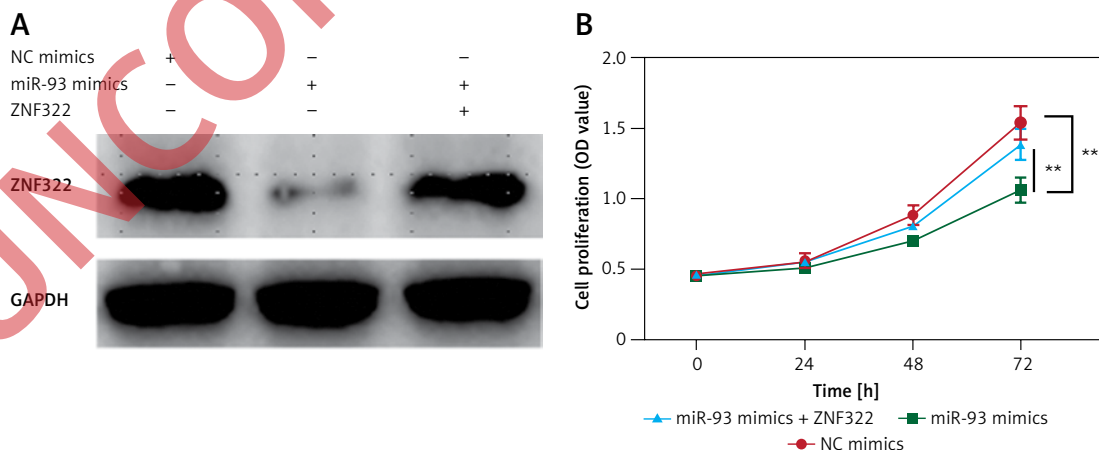 A
NC mimics + − −
miR-93 mimics − + +
ZNF322 − − +
ZNF322
GAPDH
B
Cell proliferation (OD value)
2.0
1.5
1.0
0.5
0
**
**
0 24 48 72
Time [h]
miR-93 mimics + ZNF322 miR-93 mimics
NC mimics